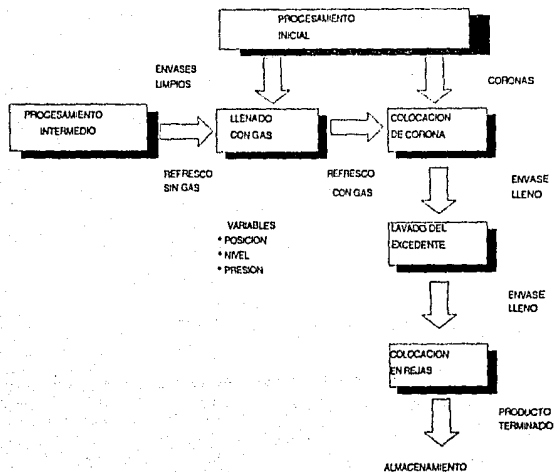 PROCESAMIENTO
INICIAL
ENVASES
LIMPIOS
CORONAS
PROCESAMIENTO
INTERMEDIO
LLENADO
CON GAS
COLOCACION
DE CORONA
REFRESCO
SIN GAS
REFRESCO
CON GAS
ENVASE
LLENO
VARIABLES
* POSICION
* NIVEL
* PRESION
LAVADO DEL
EXCEDENTE
ENVASE
LLENO
COLOCACION
EN REJAS
PRODUCTO
TERMINADO
ALMACENAMIENTO